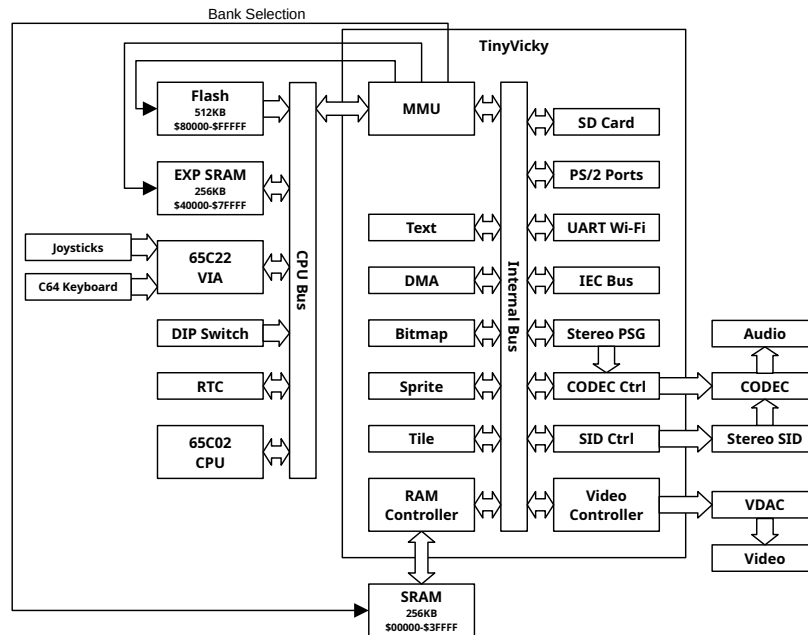 Bank Selection
TinyVicky
Flash
512KB
$80000-$FFFFF
MMU
SD Card
EXP SRAM
256KB
$40000-$7FFFF
PS/2 Ports
Joysticks
C64 Keyboard
65C22
VIA
CPU Bus
Text
Internal Bus
UART Wi-Fi
DMA
IEC Bus
DIP Switch
Bitmap
Stereo PSG
Audio
RTC
Sprite
CODEC Ctrl
CODEC
65C02
CPU
Tile
SID Ctrl
Stereo SID
RAM
Controller
Video
Controller
VDAC
Video
SRAM
256KB
$00000-$3FFFF